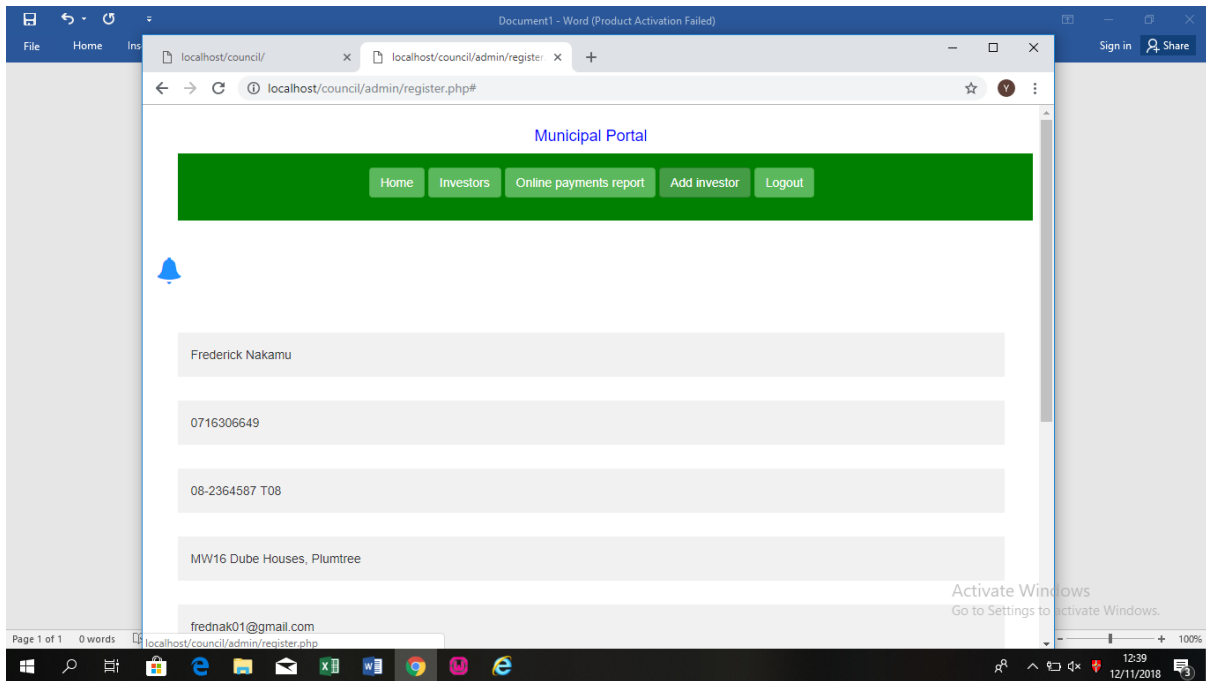 Document1 - Word (Product Activation Failed)
File Home Ins Sign in Share
localhost/council/ localhost/council/admin/register
localhost/council/admin/register.php#
Y
Municipal Portal
Home Investors Online payments report Add investor Logout
Frederick Nakamu
0716306649
08-2364587 T08
MW16 Dube Houses, Plumtree
frednak01@gmail.com
Activate Windows
Go to Settings to activate Windows.
localhost/council/admin/register.php
Page 1 of 1 0 words 100%
12:39
12/11/2018
3